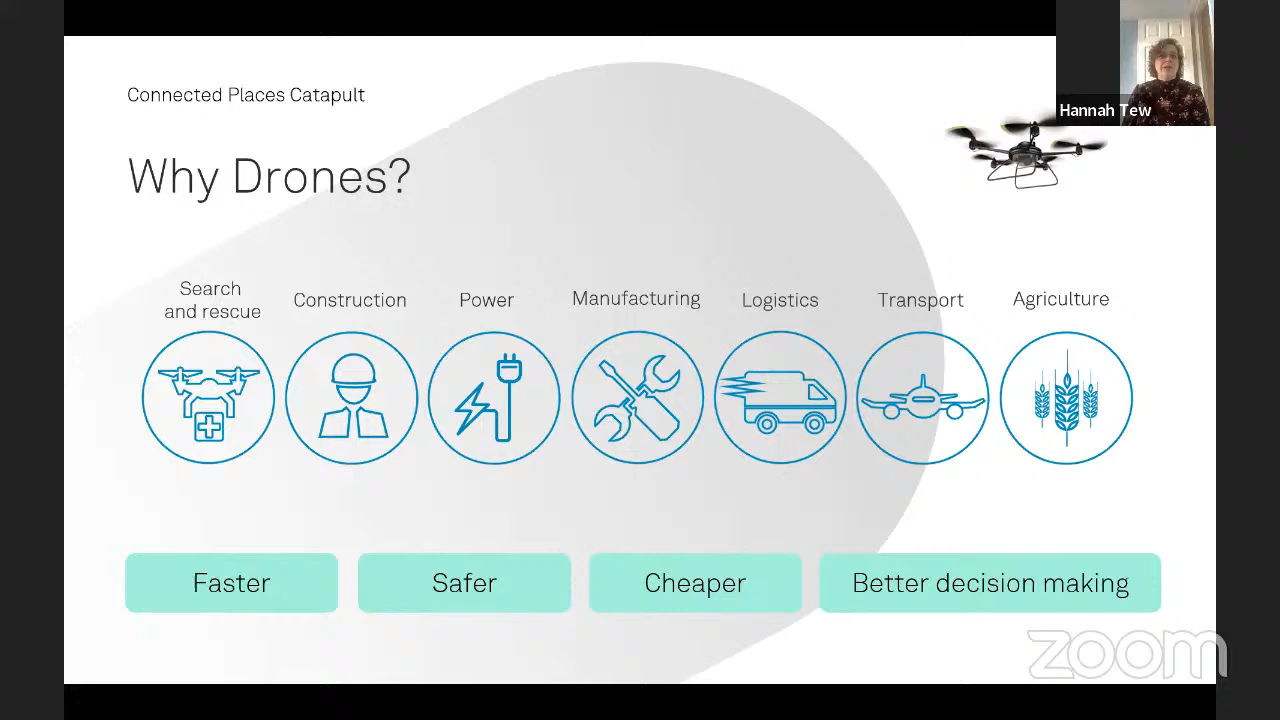 Connected Places Catapult
Hannah Tew
Why Drones?
Search
and rescue
Construction
Power
Manufacturing
Logistics
Transport
Agriculture
Faster
Safer
Cheaper
Better decision making
zoom